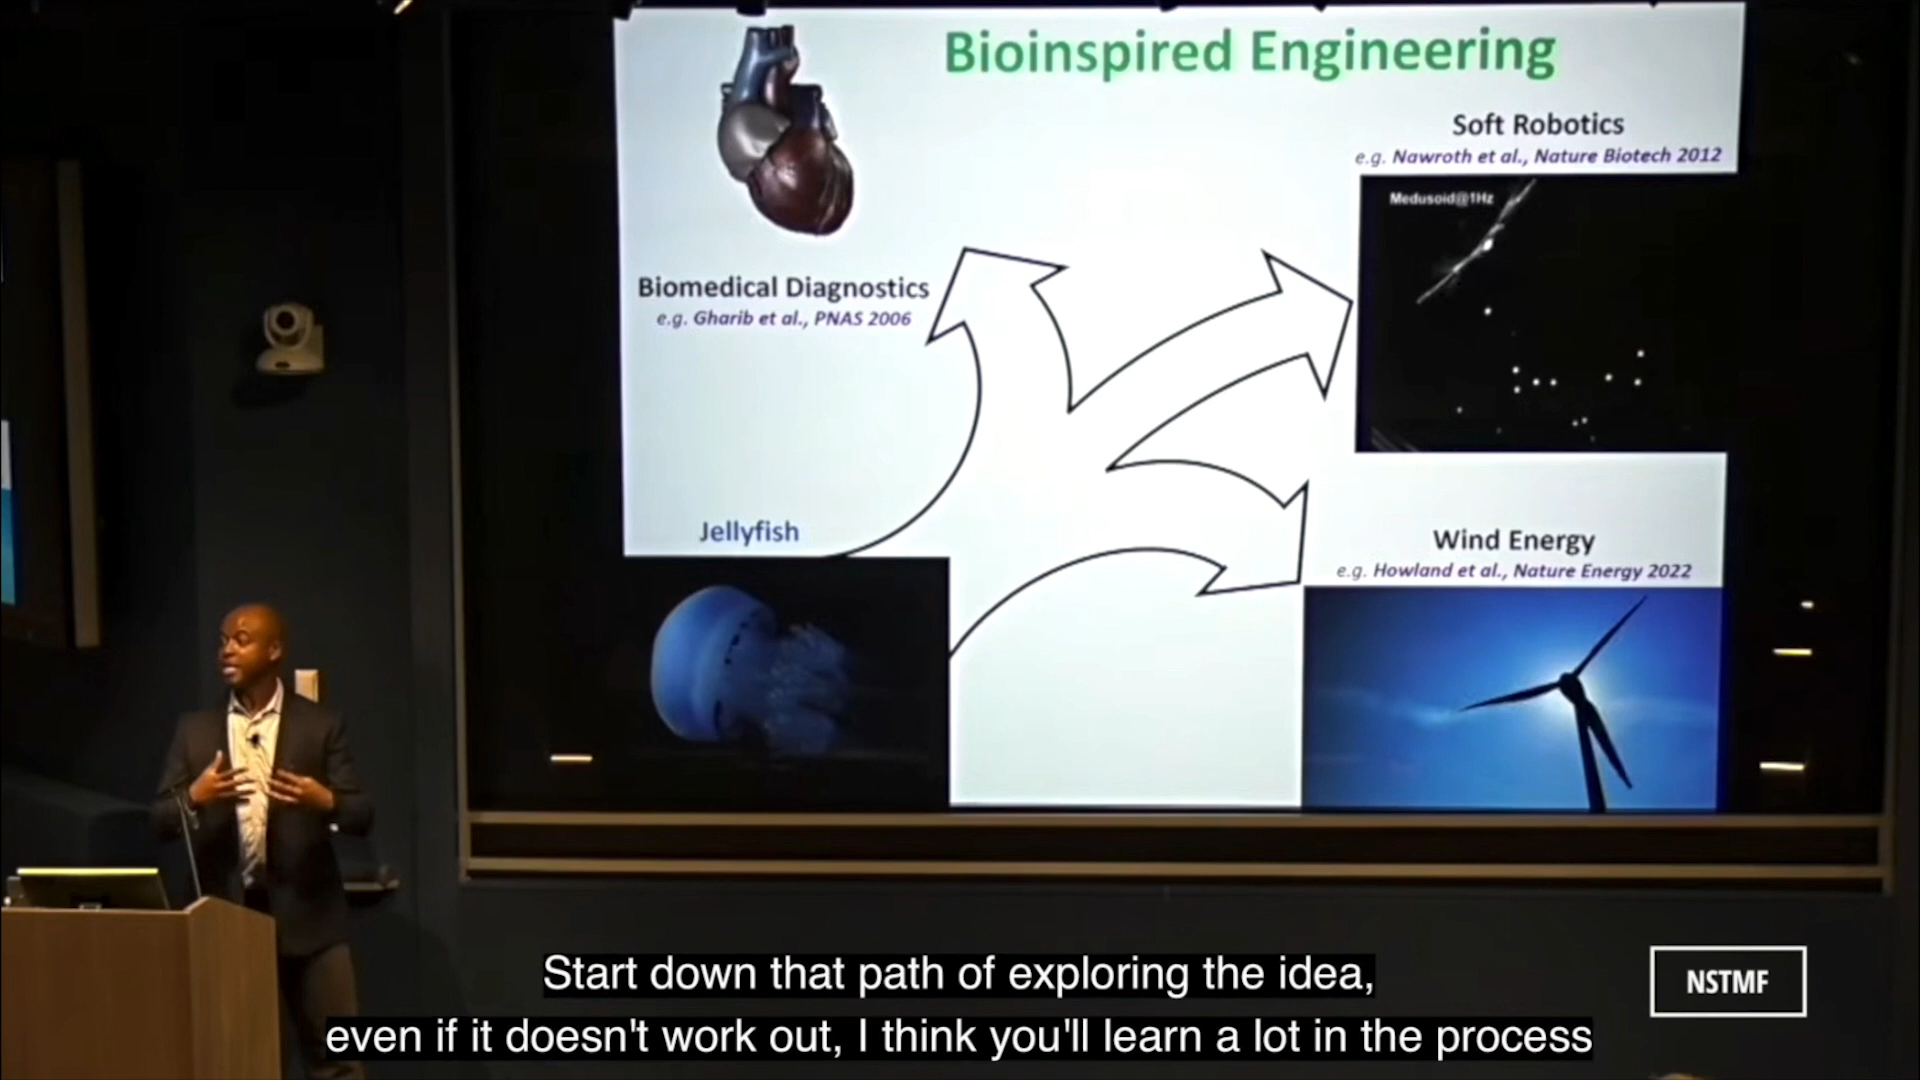 Bioinspired Engineering
Soft Robotics
e.g. Nawroth et al., Nature Biotech 2012
Medusoid@1Hz
Biomedical Diagnostics
e.g. Gharib et al., PNAS 2006
Jellyfish
Wind Energy
e.g. Howland et al., Nature Energy 2022
Start down that path of exploring the idea,
even if it doesn't work out, I think you'll learn a lot in the process
NSTMF